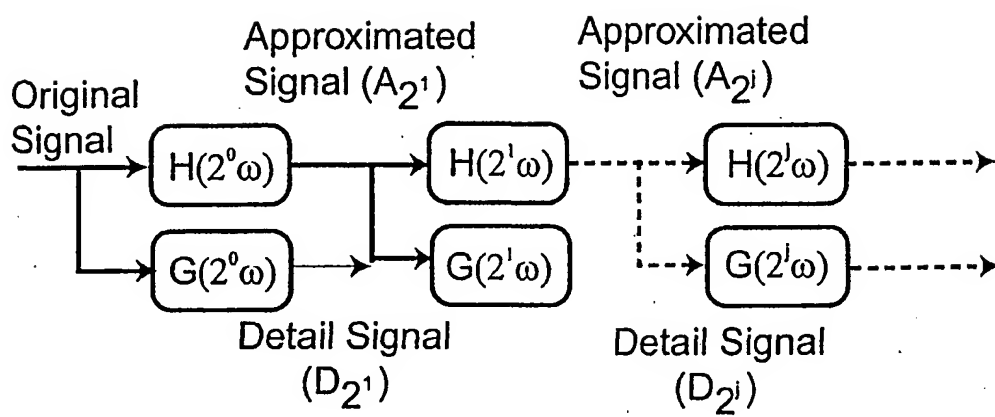 Approximated
Signal (A₂¹)
Approximated
Signal (A₂ʲ)
Original
Signal
H(2⁰ω)
H(2¹ω)
H(2ʲω)
G(2⁰ω)
G(2¹ω)
G(2ʲω)
Detail Signal
(D₂¹)
Detail Signal
(D₂ʲ)